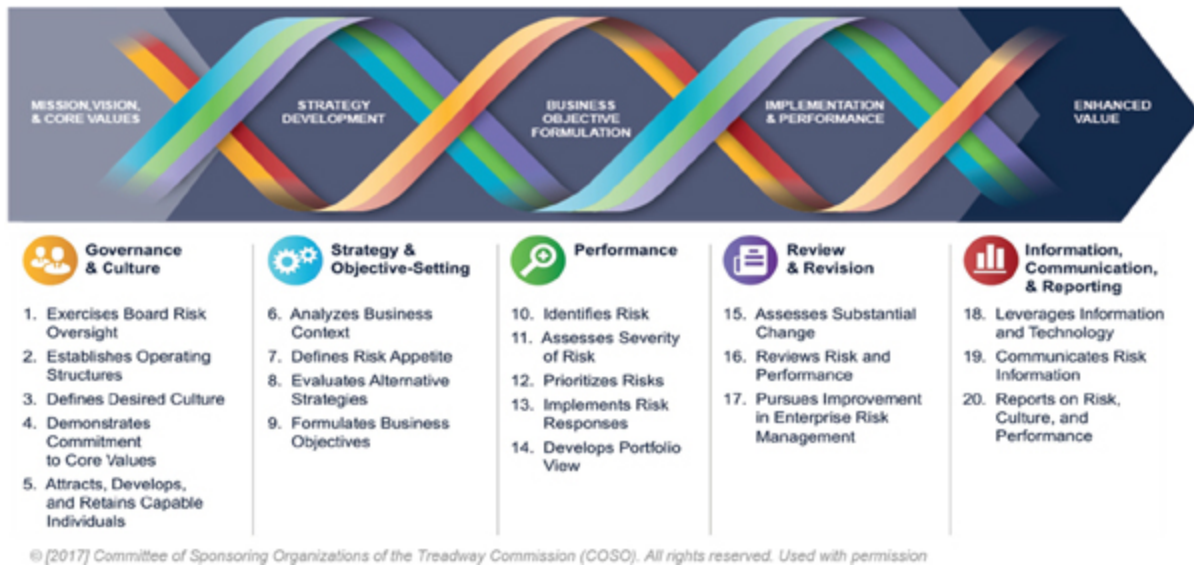 MISSION, VISION,
& CORE VALUES
STRATEGY
DEVELOPMENT
BUSINESS
OBJECTIVE
FORMULATION
IMPLEMENTATION
& PERFORMANCE
ENHANCED
VALUE
Governance
& Culture
1. Exercises Board Risk
Oversight
2. Establishes Operating
Structures
3. Defines Desired Culture
4. Demonstrates
Commitment
to Core Values
5. Attracts, Develops,
and Retains Capable
Individuals
Strategy &
Objective-Setting
6. Analyzes Business
Context
7. Defines Risk Appetite
8. Evaluates Alternative
Strategies
9. Formulates Business
Objectives
Performance
10. Identifies Risk
11. Assesses Severity
of Risk
12. Prioritizes Risks
13. Implements Risk
Responses
14. Develops Portfolio
View
Review
& Revision
15. Assesses Substantial
Change
16. Reviews Risk and
Performance
17. Pursues Improvement
in Enterprise Risk
Management
Information,
Communication,
& Reporting
18. Leverages Information
and Technology
19. Communicates Risk
Information
20. Reports on Risk,
Culture, and
Performance
© [2017] Committee of Sponsoring Organizations of the Treadway Commission (COSO). All rights reserved. Used with permission